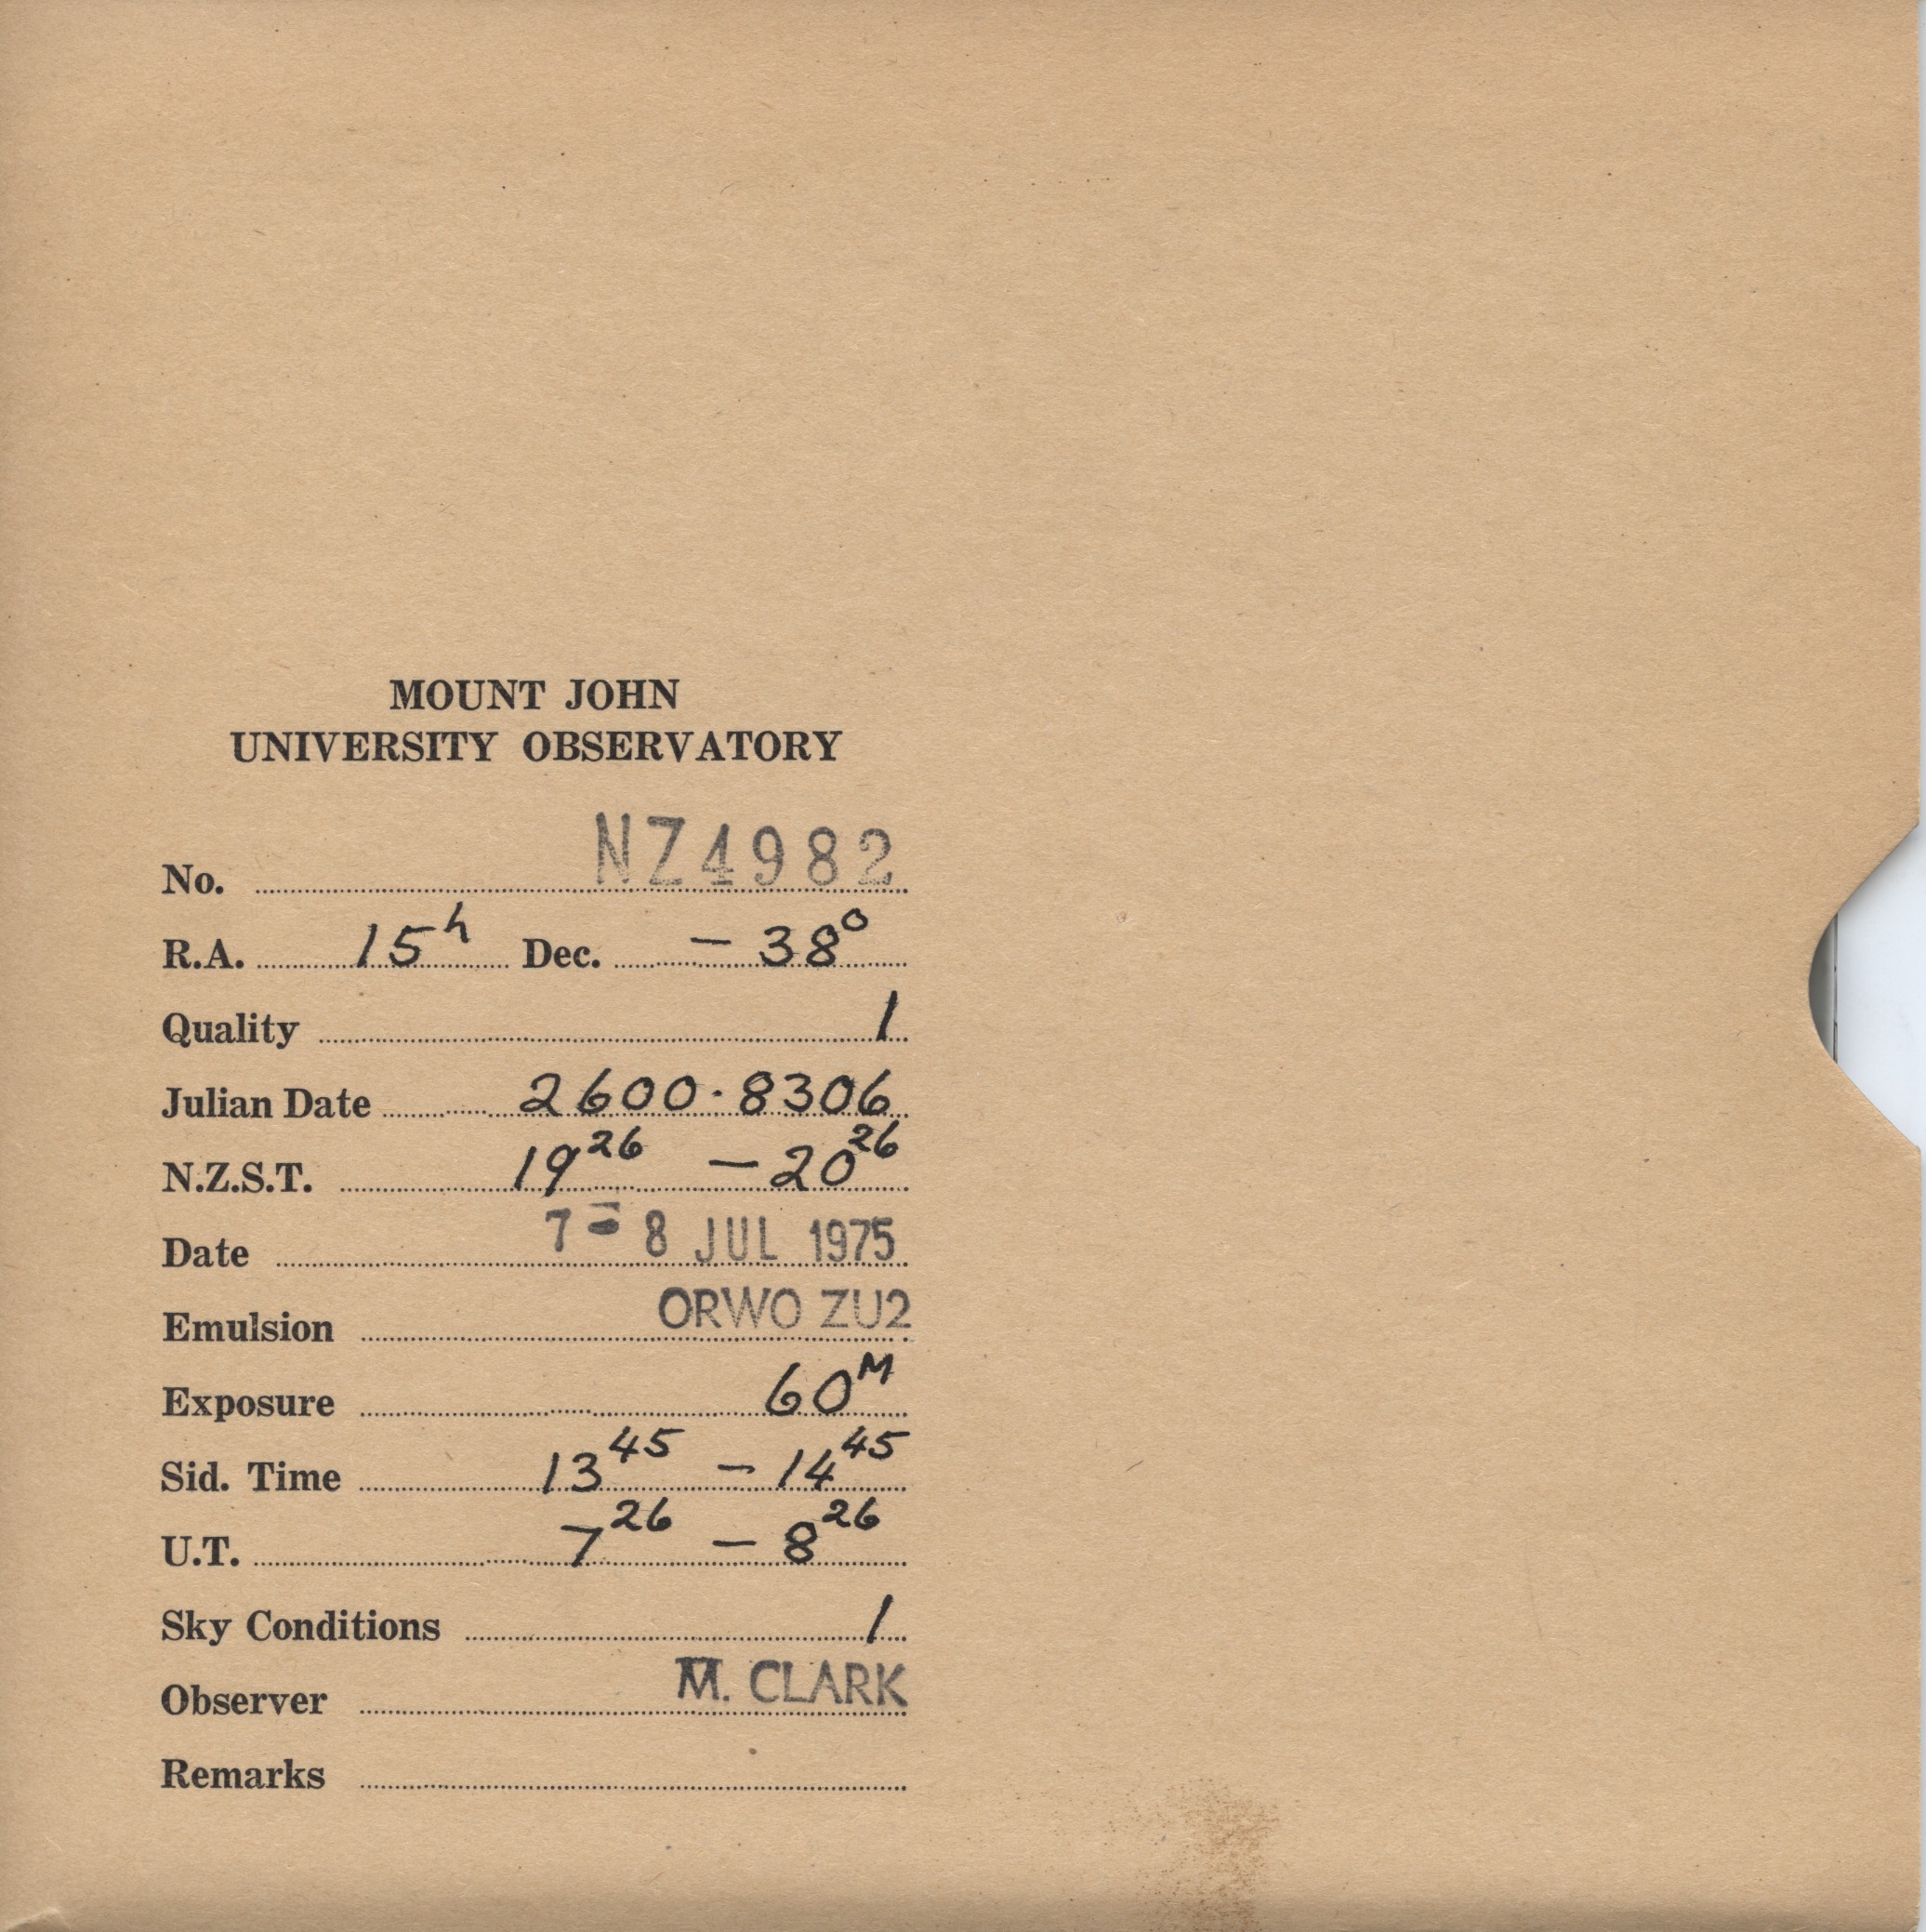 MOUNT JOHN
UNIVERSITY OBSERVATORY
No. NZ4982
R.A. 15h Dec. - 38°
Quality 1
Julian Date 2600.8306
N.Z.S.T. 19 26 - 20 26
Date 7 - 8 JUL 1975
Emulsion ORWO ZU2
Exposure 60M
Sid. Time 13 45 - 14 45
U.T. 7 26 - 8 26
Sky Conditions 1
Observer M. CLARK
Remarks